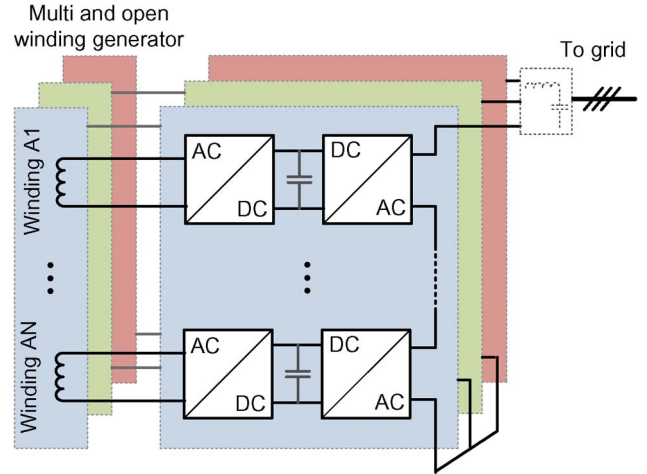 Multi and open
winding generator
To grid
Winding A1
AC
DC
DC
AC
Winding AN
AC
DC
DC
AC